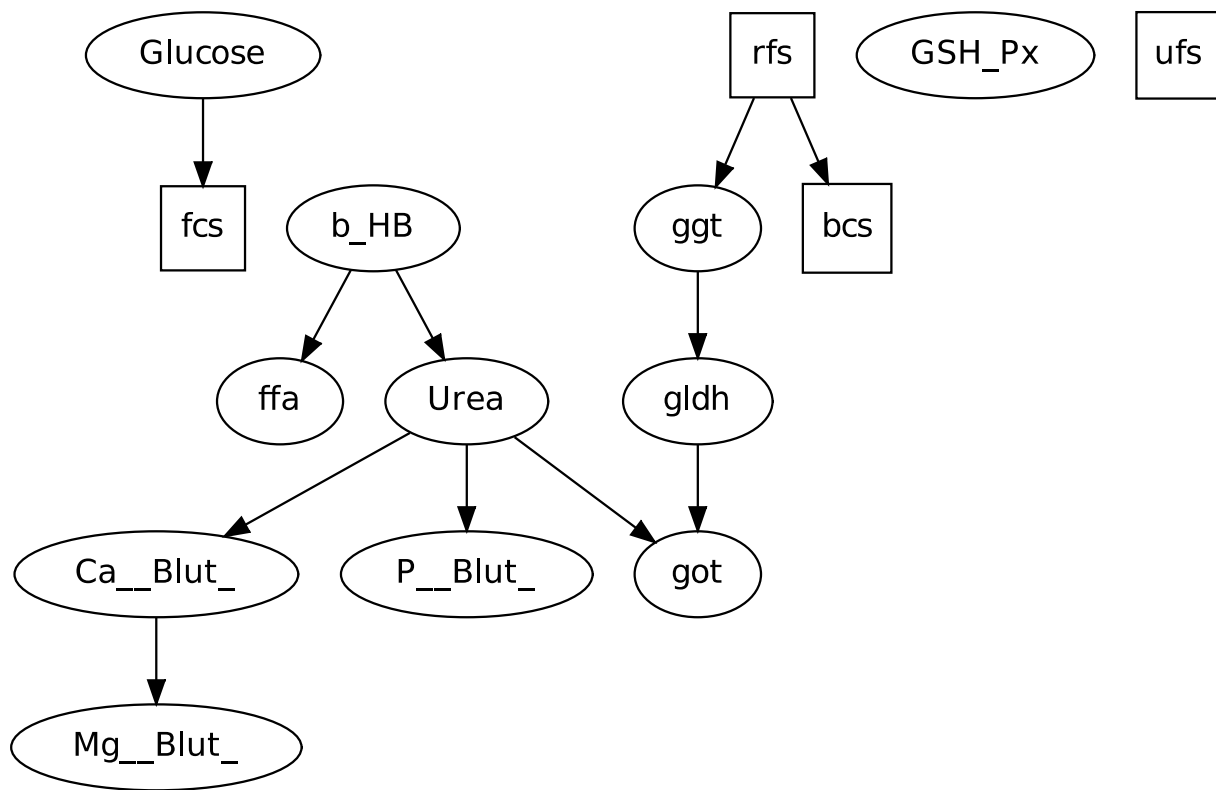 Glucose
rfs
GSH_Px
ufs
fcs
b_HB
ggt
bcs
ffa
Urea
gldh
Ca__Blut_
P__Blut_
got
Mg__Blut_